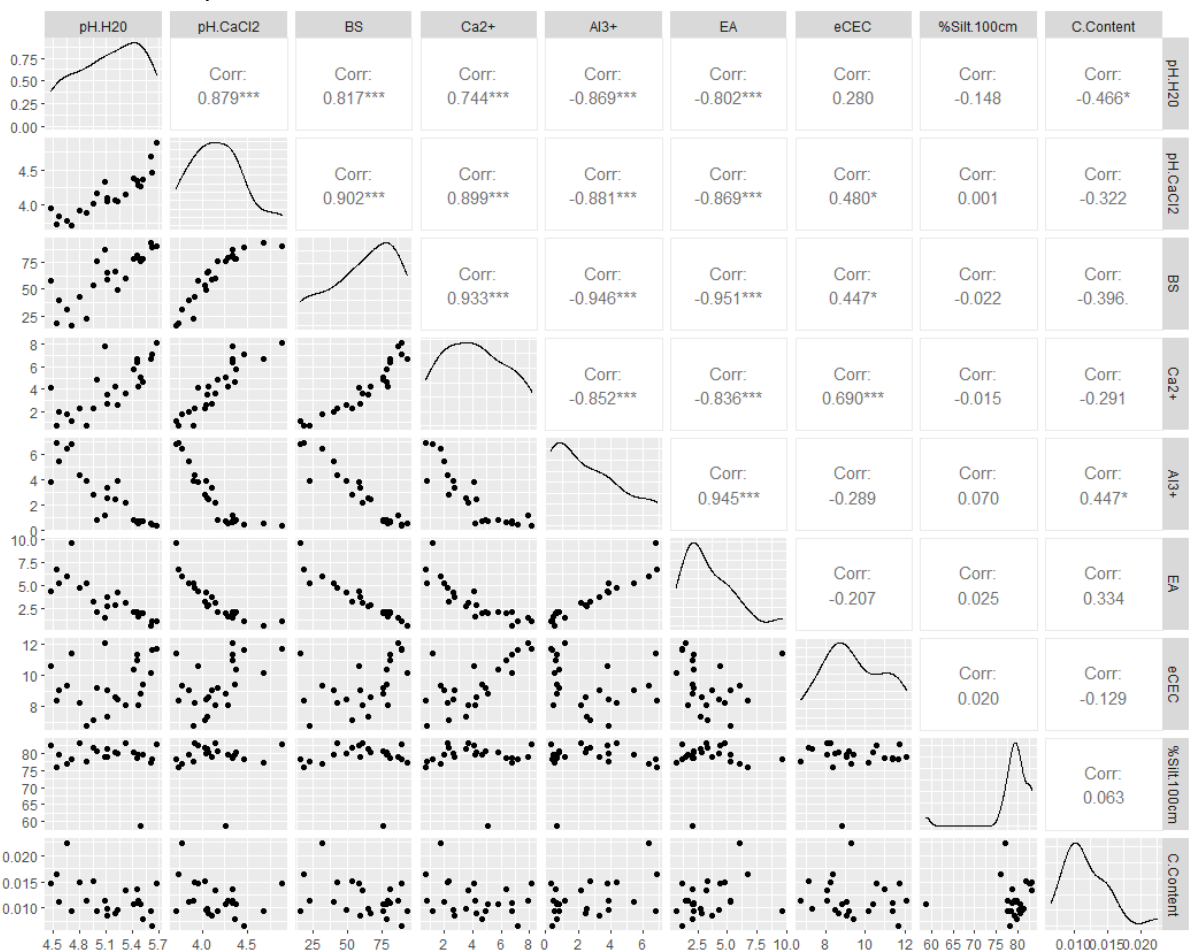 pH.H20 pH.CaCl2 BS Ca2+ Al3+ EA eCEC %Silt.100cm C.Content
0.75 0.50 0.25 0.00
Corr: 0.879***
Corr: 0.817***
Corr: 0.744***
Corr: -0.869***
Corr: -0.802***
Corr: 0.280
Corr: -0.148
Corr: -0.466*
pH.H20
4.5 4.0
Corr: 0.902***
Corr: 0.899***
Corr: -0.881***
Corr: -0.869***
Corr: 0.480*
Corr: 0.001
Corr: -0.322
pH.CaCl2
75 50 25
Corr: 0.933***
Corr: -0.946***
Corr: -0.951***
Corr: 0.447*
Corr: -0.022
Corr: -0.396.
BS
8 6 4 2
Corr: -0.852***
Corr: -0.836***
Corr: 0.690***
Corr: -0.015
Corr: -0.291
Ca2+
6 4 2 0
Corr: 0.945***
Corr: -0.289
Corr: 0.070
Corr: 0.447*
Al3+
10.0 7.5 5.0 2.5
Corr: -0.207
Corr: 0.025
Corr: 0.334
EA
12 10 8
Corr: 0.020
Corr: -0.129
eCEC
80 75 70 65 60
Corr: 0.063
%Silt.100cm
0.020 0.015 0.010
C.Content
4.5 4.8 5.1 5.4 5.7 4.0 4.5 25 50 75 2 4 6 8 0 2 4 6 2.5 5.0 7.5 10.0 8 10 12 60 65 70 75 80 0.010 0.015 0.020